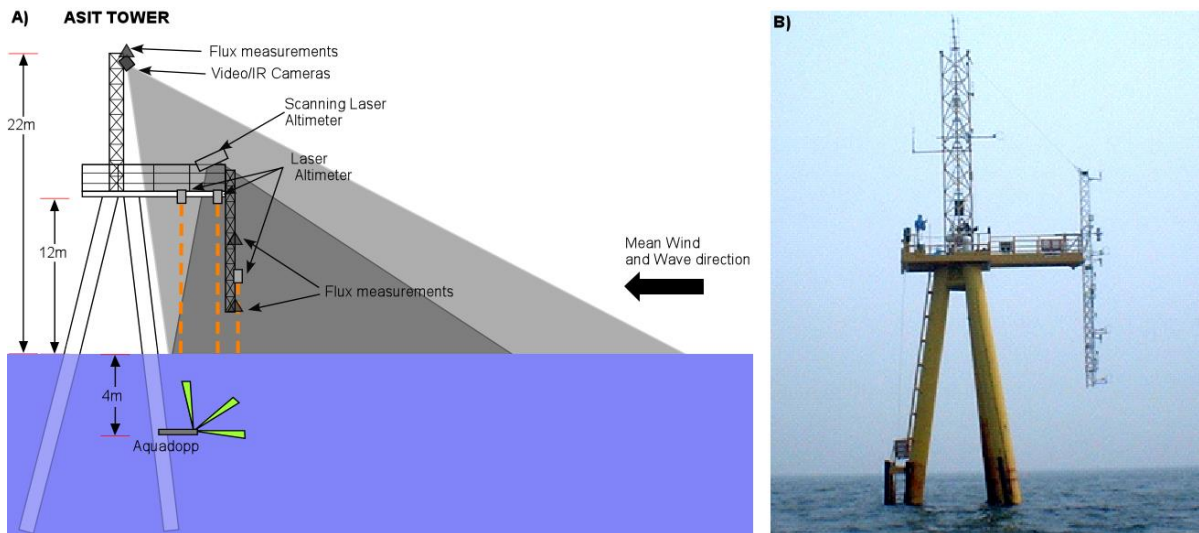 A)
ASIT TOWER
B)
Flux measurements
Video/IR Cameras
Scanning Laser
Altimeter
Laser
Altimeter
22m
12m
Mean Wind
and Wave direction
Flux measurements
4m
Aquadopp